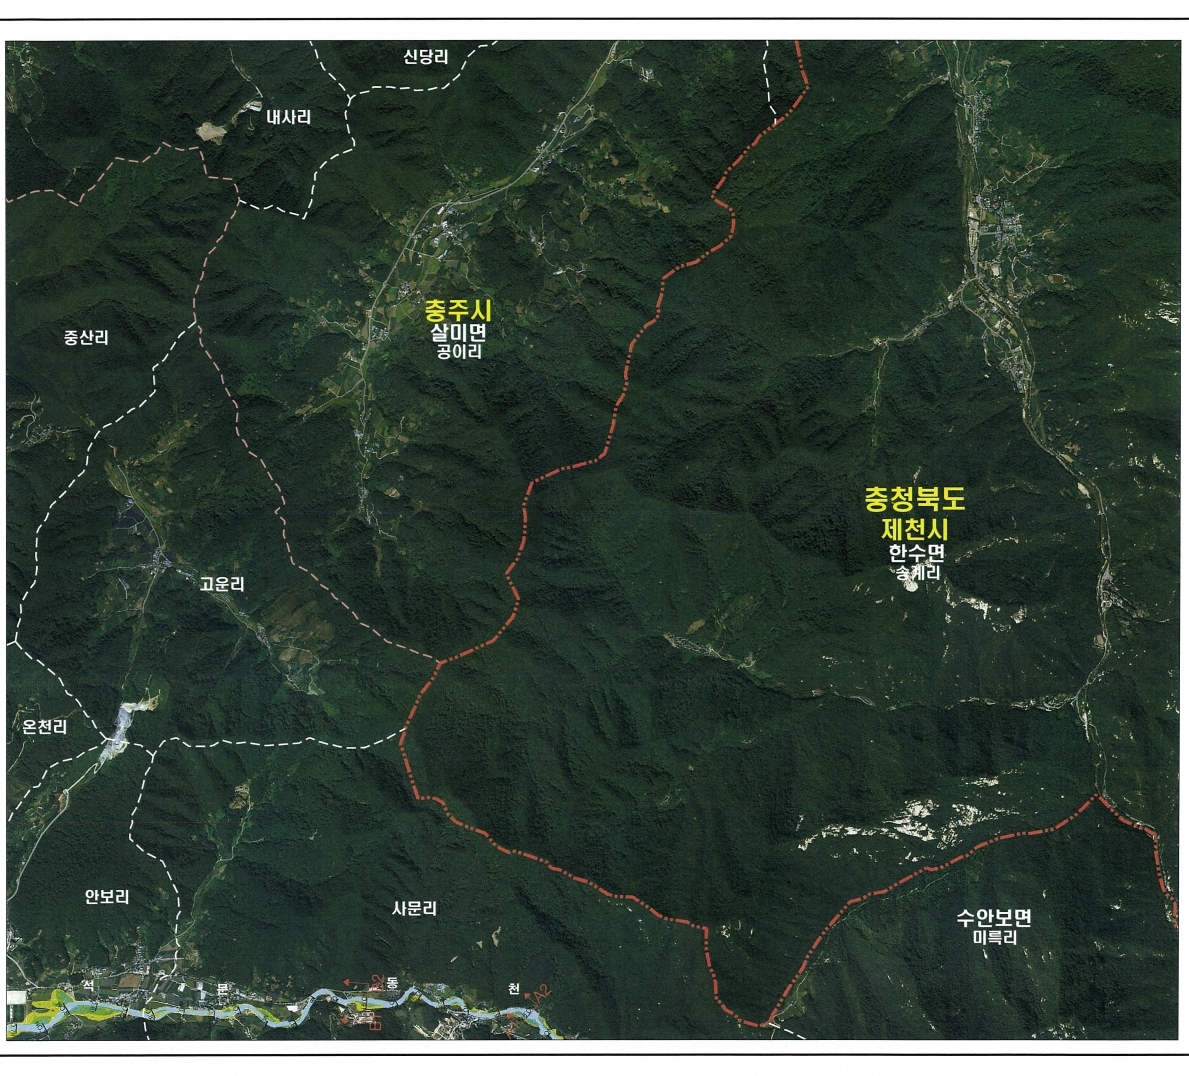 신당리
내사리
중산리
충주시
살미면
공이리
충청북도
제천시
한수면
송계리
고운리
온천리
안보리
사문리
수안보면
미륵리
석 문 동 천